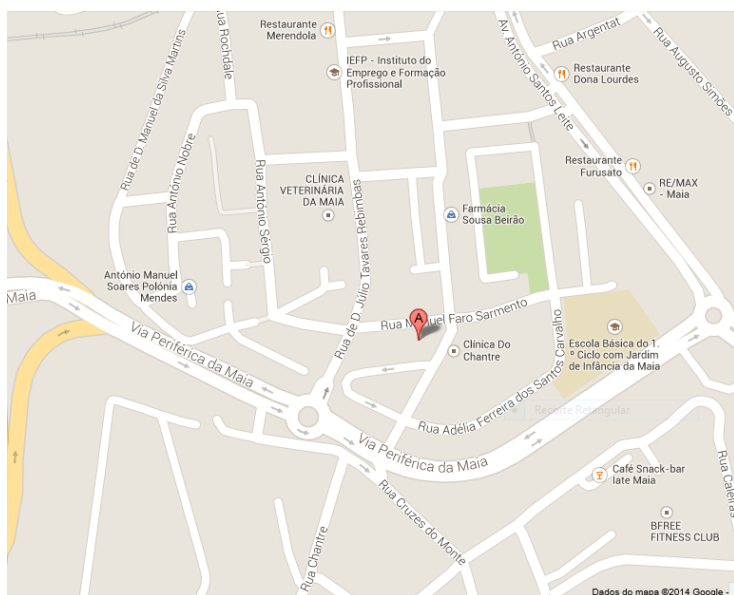 Restaurante
Merendola
Rua Argentat
Rua Augusto Simões
Av. António Santos Leite
Rua Rochdale
Rua de D. Manuel da Silva Martins
IEFP - Instituto do
Emprego e Formação
Profissional
Restaurante
Dona Lourdes
Rua António Nobre
Rua António Sérgio
CLÍNICA
VETERINÁRIA
DA MAIA
Rua de D. Júlio Tavares Rebimbas
Farmácia
Sousa Beirão
Restaurante
Furusato
RE/MAX
- Maia
António Manuel
Soares Polónia
Mendes
Maia
Via Periférica da Maia
A
Rua M uel Faro Sarmento
Clínica Do
Chantre
Rua Adélia Ferreira dos Santos Carvalho
Escola Básica do 1.
º Ciclo com Jardim
de Infância da Maia
Recorte Retangular
Via Periférica da Maia
Café Snack-bar
Iate Maia
Rua Caleiras
BFREE
FITNESS CLUB
Rua Cruzes do Monte
Rua Chantre
Dados do mapa ©2014 Google -